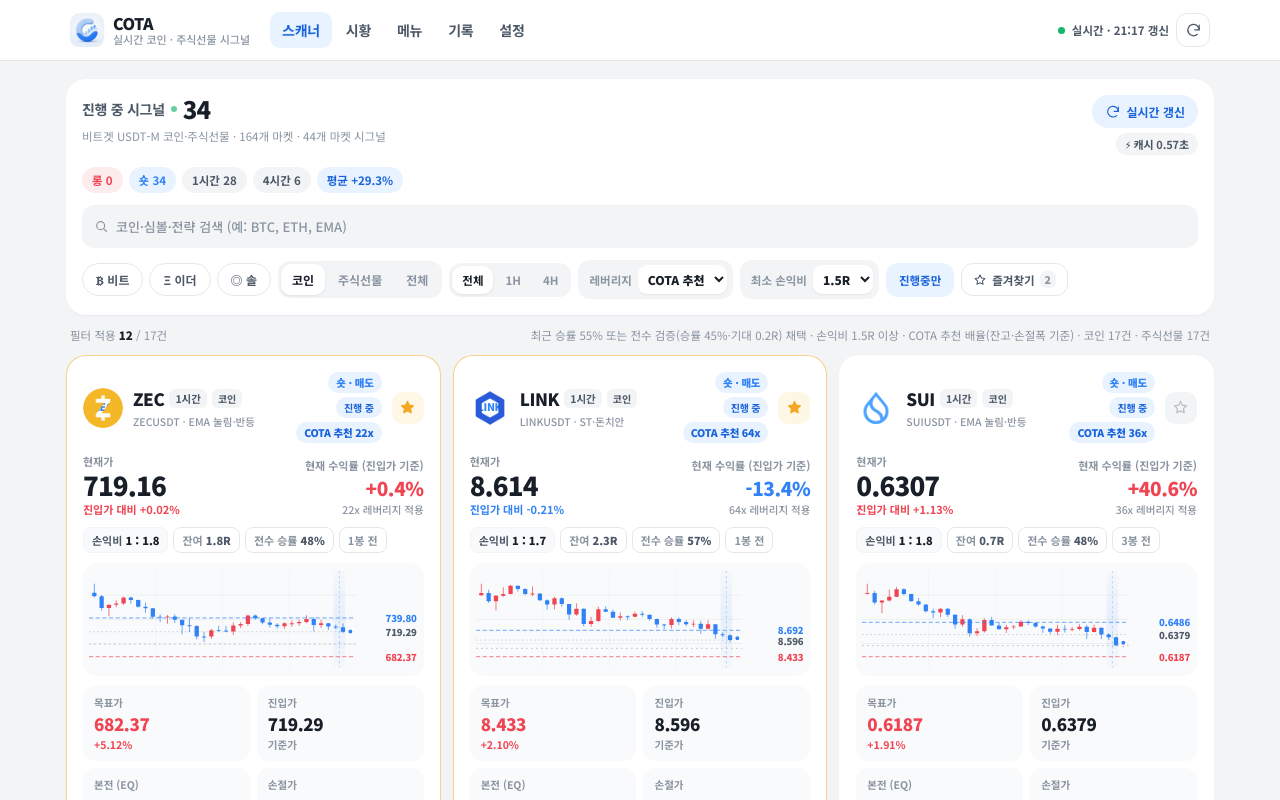 COTA
실시간 코인 · 주식선물 시그널
스캐너 시황 메뉴 기록 설정
실시간 · 21:17 갱신
진행 중 시그널 34
비트겟 USDT-M 코인·주식선물 · 164개 마켓 · 44개 마켓 시그널
실시간 갱신
⚡ 캐시 0.57초
롱 0 숏 34 1시간 28 4시간 6 평균 +29.3%
코인·심볼·전략 검색 (예: BTC, ETH, EMA)
₿ 비트 Ξ 이더 ◎ 솔 코인 주식선물 전체 전체 1H 4H 레버리지 COTA 추천 최소 손익비 1.5R 진행중만 즐겨찾기 2
필터 적용 12 / 17건
최근 승률 55% 또는 전수 검증(승률 45%·기대 0.2R) 채택 · 손익비 1.5R 이상 · COTA 추천 배율(잔고·손절폭 기준) · 코인 17건 · 주식선물 17건
ZEC 1시간 코인
ZECUSDT · EMA 눌림·반등
숏 · 매도
진행 중
COTA 추천 22x
현재가
719.16
진입가 대비 +0.02%
현재 수익률 (진입가 기준)
+0.4%
22x 레버리지 적용
손익비 1 : 1.8 잔여 1.8R 전수 승률 48% 1봉 전
739.80
719.29
682.37
목표가
682.37
+5.12%
진입가
719.29
기준가
본전 (EQ)
손절가
LINK
LINK 1시간 코인
LINKUSDT · ST·돈치안
숏 · 매도
진행 중
COTA 추천 64x
현재가
8.614
진입가 대비 -0.21%
현재 수익률 (진입가 기준)
-13.4%
64x 레버리지 적용
손익비 1 : 1.7 잔여 2.3R 전수 승률 57% 1봉 전
8.692
8.596
8.433
목표가
8.433
+2.10%
진입가
8.596
기준가
본전 (EQ)
손절가
SUI 1시간 코인
SUIUSDT · EMA 눌림·반등
숏 · 매도
진행 중
COTA 추천 36x
현재가
0.6307
진입가 대비 +1.13%
현재 수익률 (진입가 기준)
+40.6%
36x 레버리지 적용
손익비 1 : 1.8 잔여 0.7R 전수 승률 48% 3봉 전
0.6486
0.6379
0.6187
목표가
0.6187
+1.91%
진입가
0.6379
기준가
본전 (EQ)
손절가